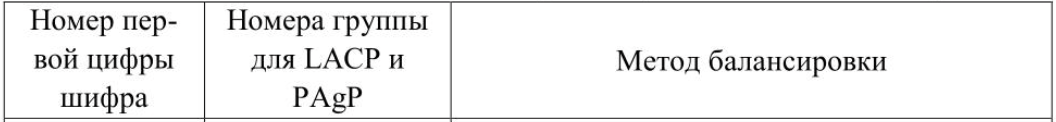 Номер пер-
вой цифры
шифра
Номера группы
для LACP и
PAgP
Метод балансировки